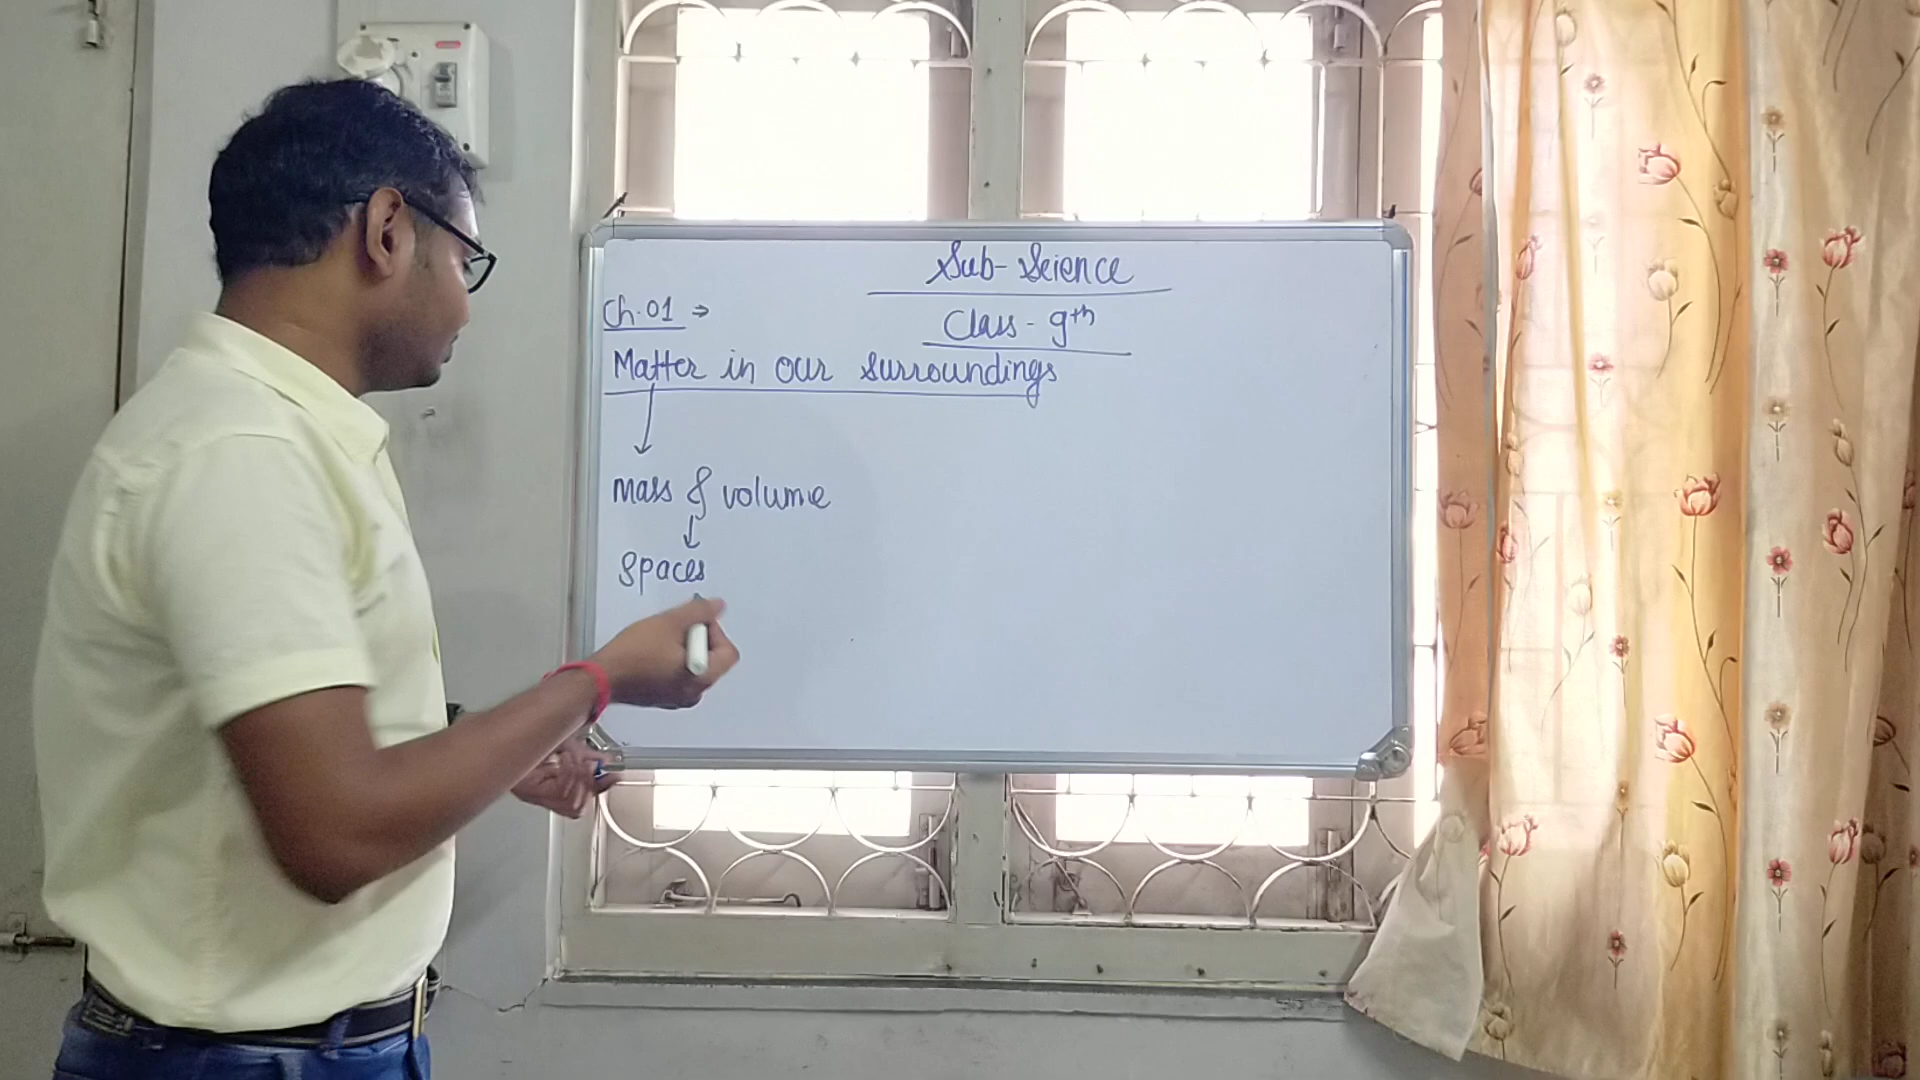 Sub- Science
Class - 9th
Ch.01 →
Matter in our surroundings
↓
Mass & volume
↓
Spaces